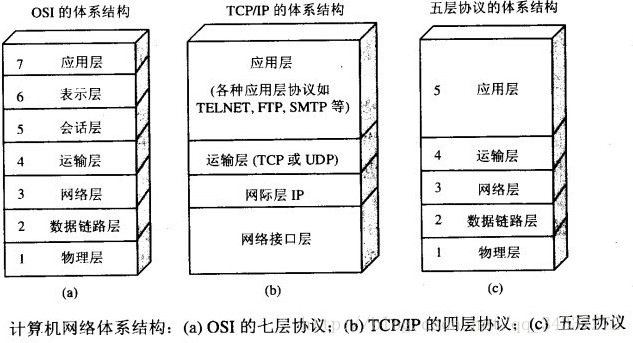 OSI 的体系结构
7 应用层
6 表示层
5 会话层
4 运输层
3 网络层
2 数据链路层
1 物理层
(a)
TCP/IP 的体系结构
应用层
(各种应用层协议如
TELNET, FTP, SMTP 等)
运输层 (TCP 或 UDP)
网际层 IP
网络接口层
(b)
五层协议的体系结构
5 应用层
4 运输层
3 网络层
2 数据链路层
1 物理层
(c)
计算机网络体系结构：(a) OSI 的七层协议；(b) TCP/IP 的四层协议；(c) 五层协议